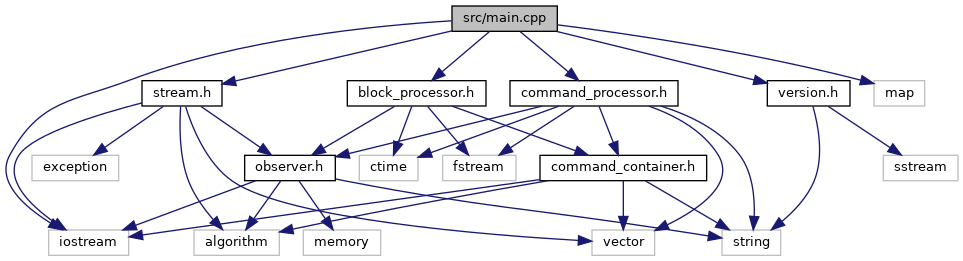 src/main.cpp
stream.h
block_processor.h
command_processor.h
version.h
map
exception
observer.h
ctime
fstream
command_container.h
sstream
iostream
algorithm
memory
vector
string